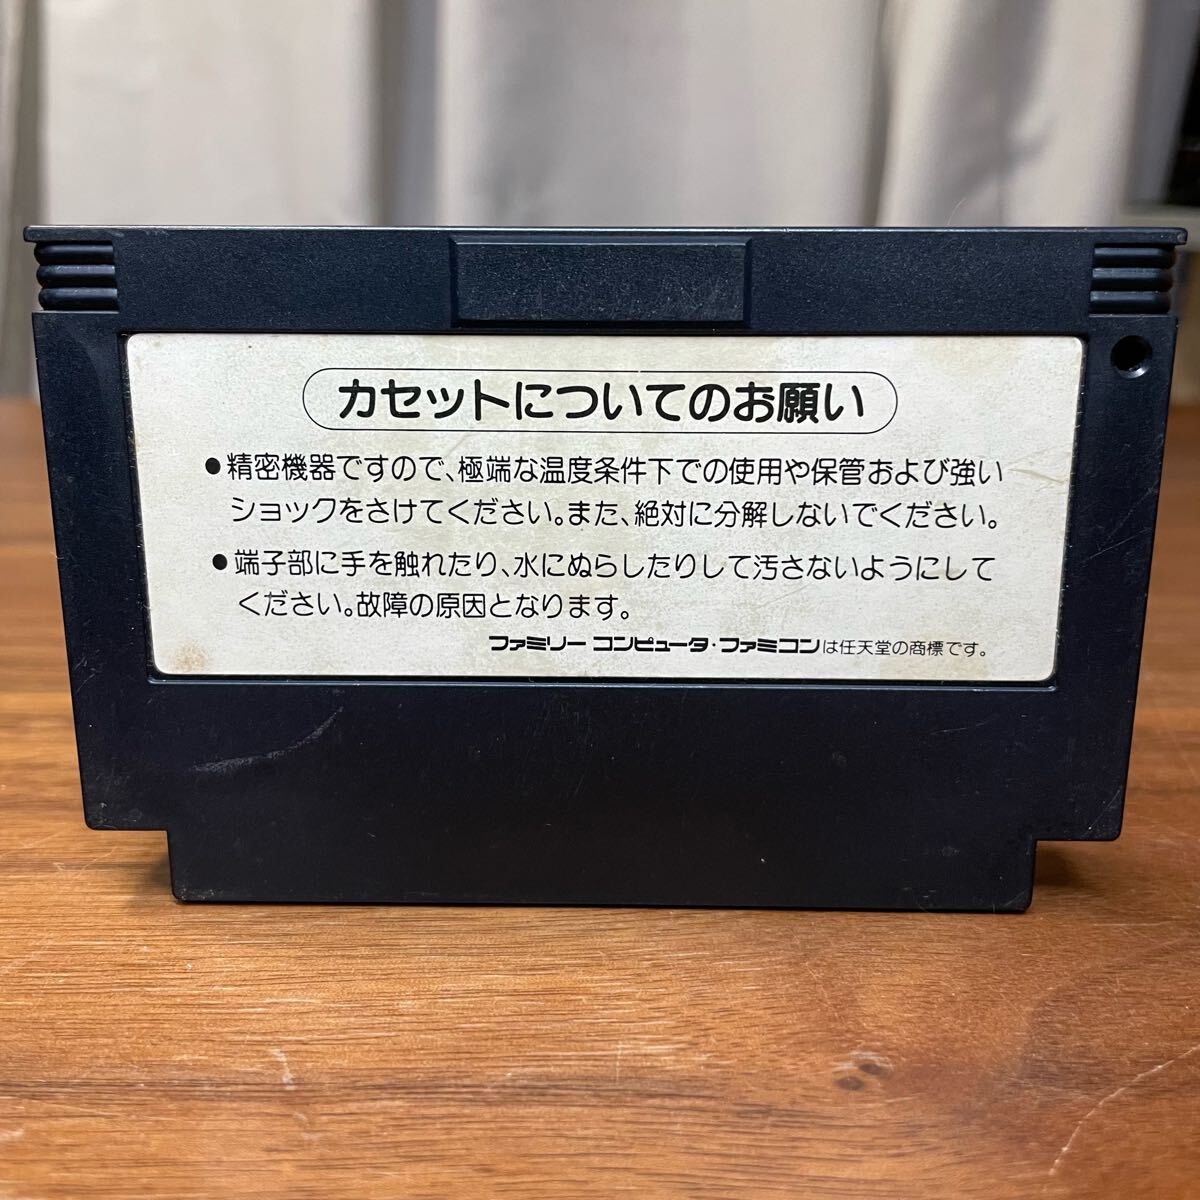 カセットについてのお願い
●精密機器ですので、極端な温度条件下での使用や保管および強い
ショックをさけてください。また、絶対に分解しないでください。
●端子部に手を触れたり、水にぬらしたりして汚さないようにして
ください。故障の原因となります。
ファミリー コンピュータ・ファミコンは任天堂の商標です。